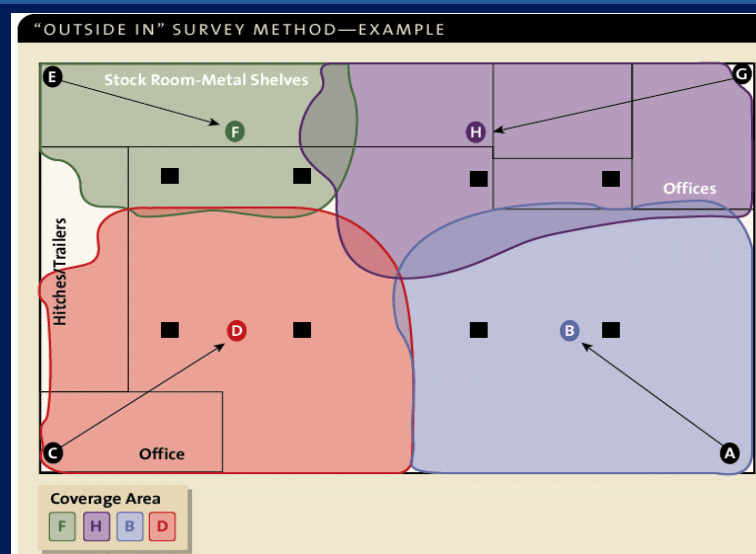 “OUTSIDE IN” SURVEY METHOD—EXAMPLE
E
Stock Room-Metal Shelves
G
F
H
Offices
Hitches/Trailers
D
B
C
Office
A
Coverage Area
F H B D